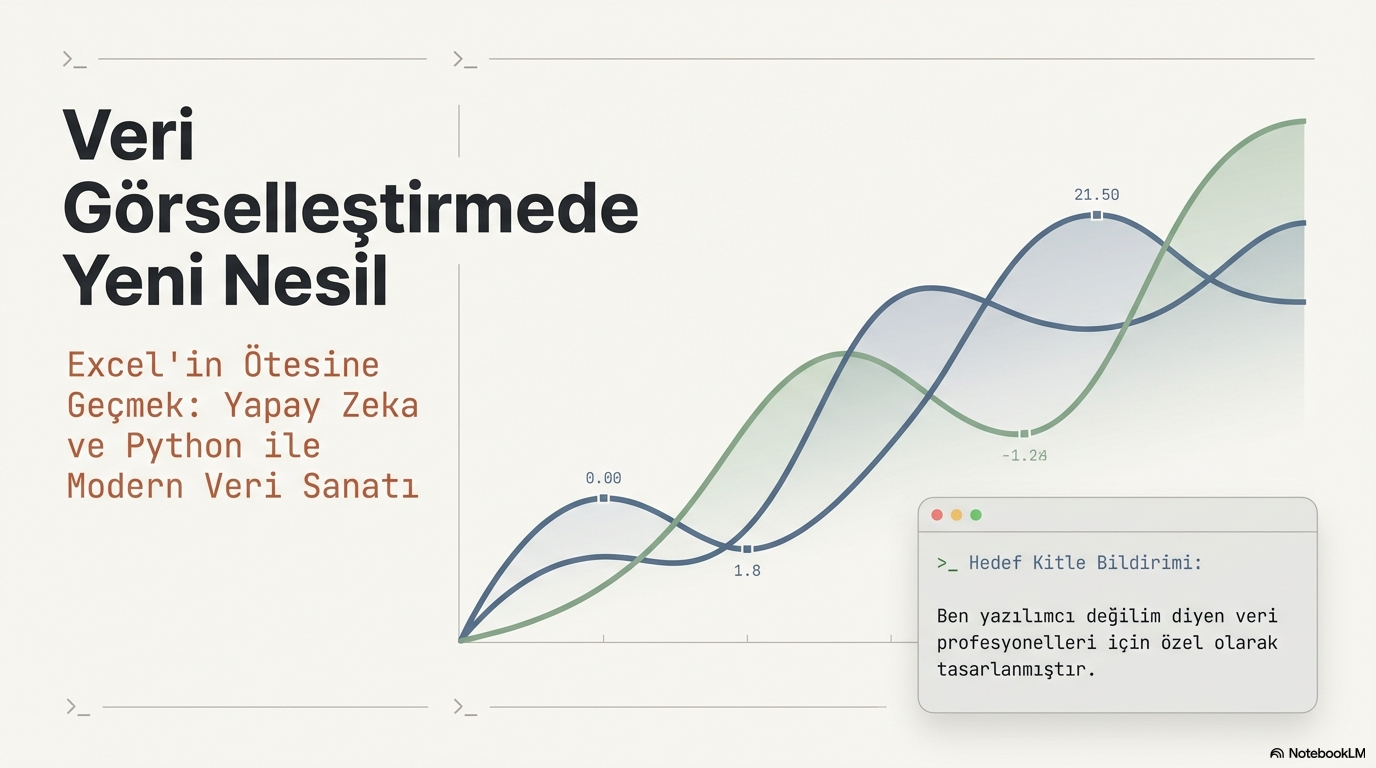 >_
>_
Veri
Görselleştirmede
Yeni Nesil
Excel'in Ötesine
Geçmek: Yapay Zeka
ve Python ile
Modern Veri Sanatı
21.50
0.00
1.8
>_ Hedef Kitle Bildirimi:
Ben yazılımcı değilim diyen veri
profesyonelleri için özel olarak
tasarlanmıştır.
>_
>_
NotebookLM